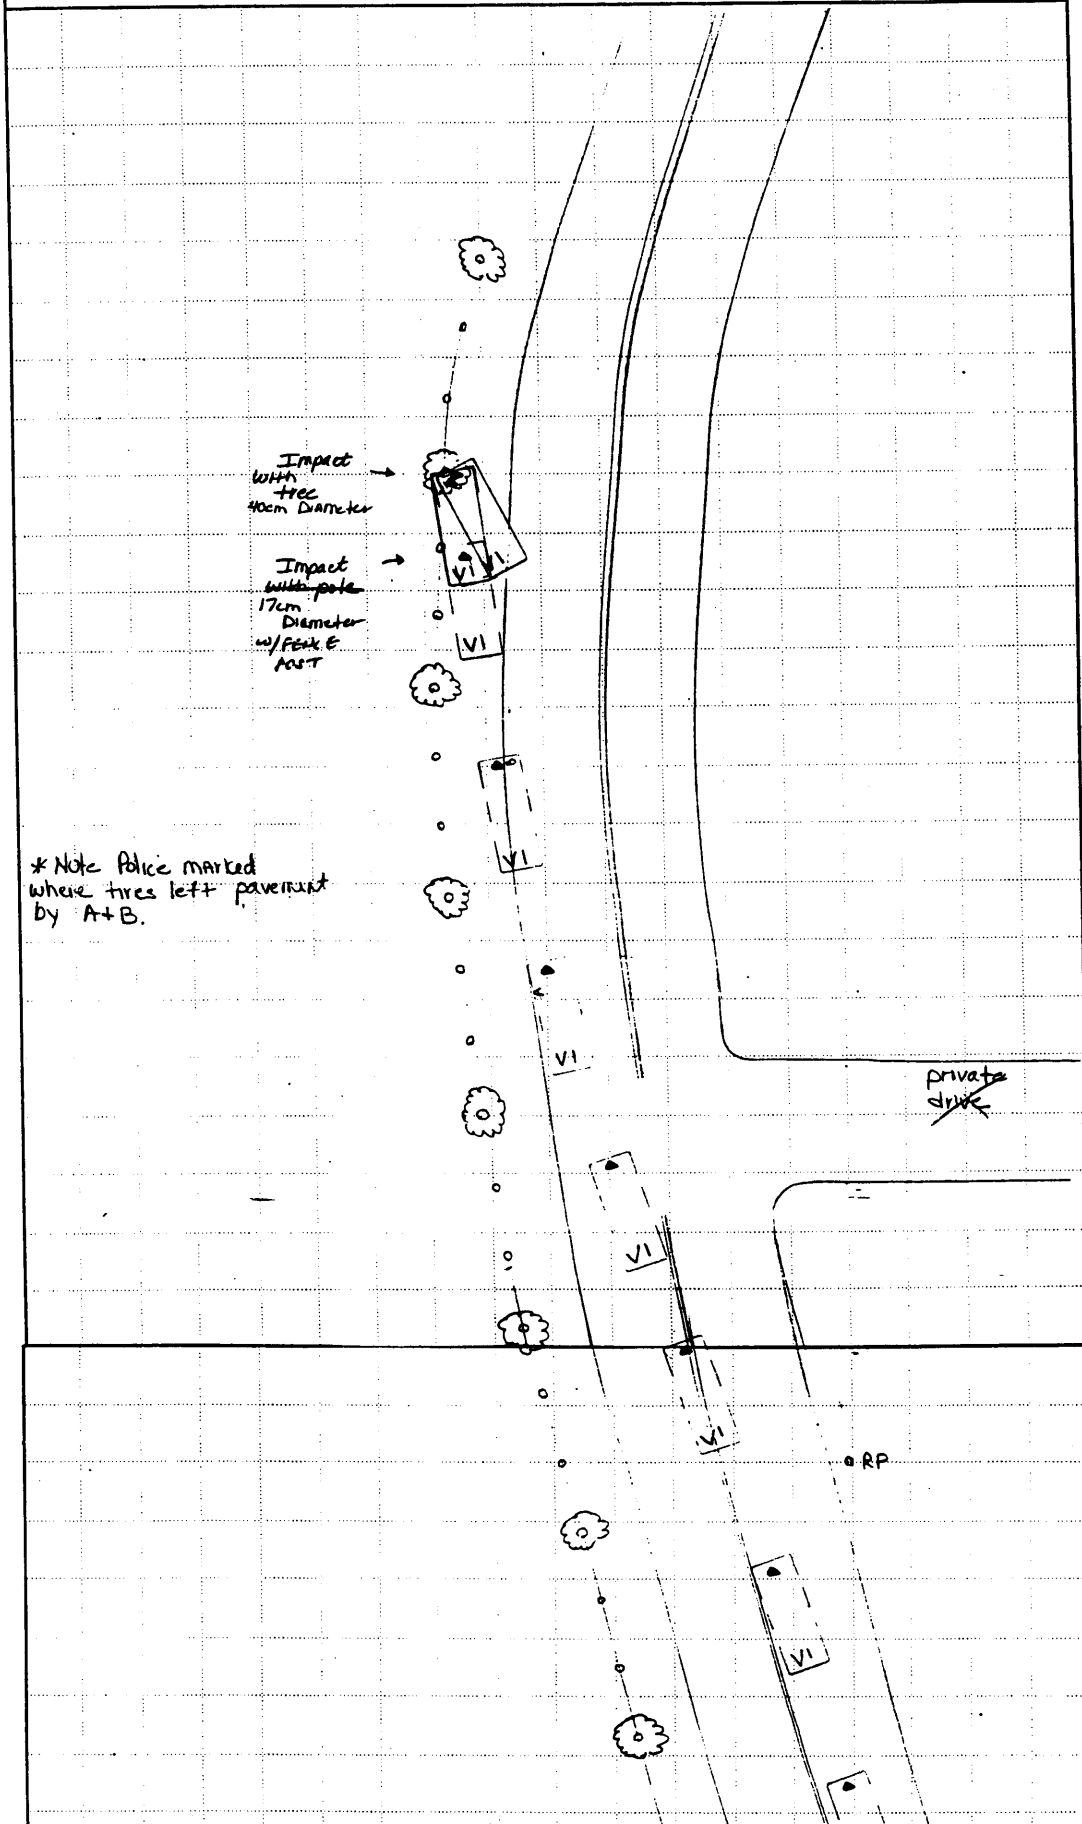 Impact
with
tree
40cm Diameter
Impact
with pole
17cm
Diameter
w/ FENCE
POST
V1
V1
V1
V1
* Note Police marked
where tires left pavement
by A+B.
V1
private
drive
V1
V1
RP
V1